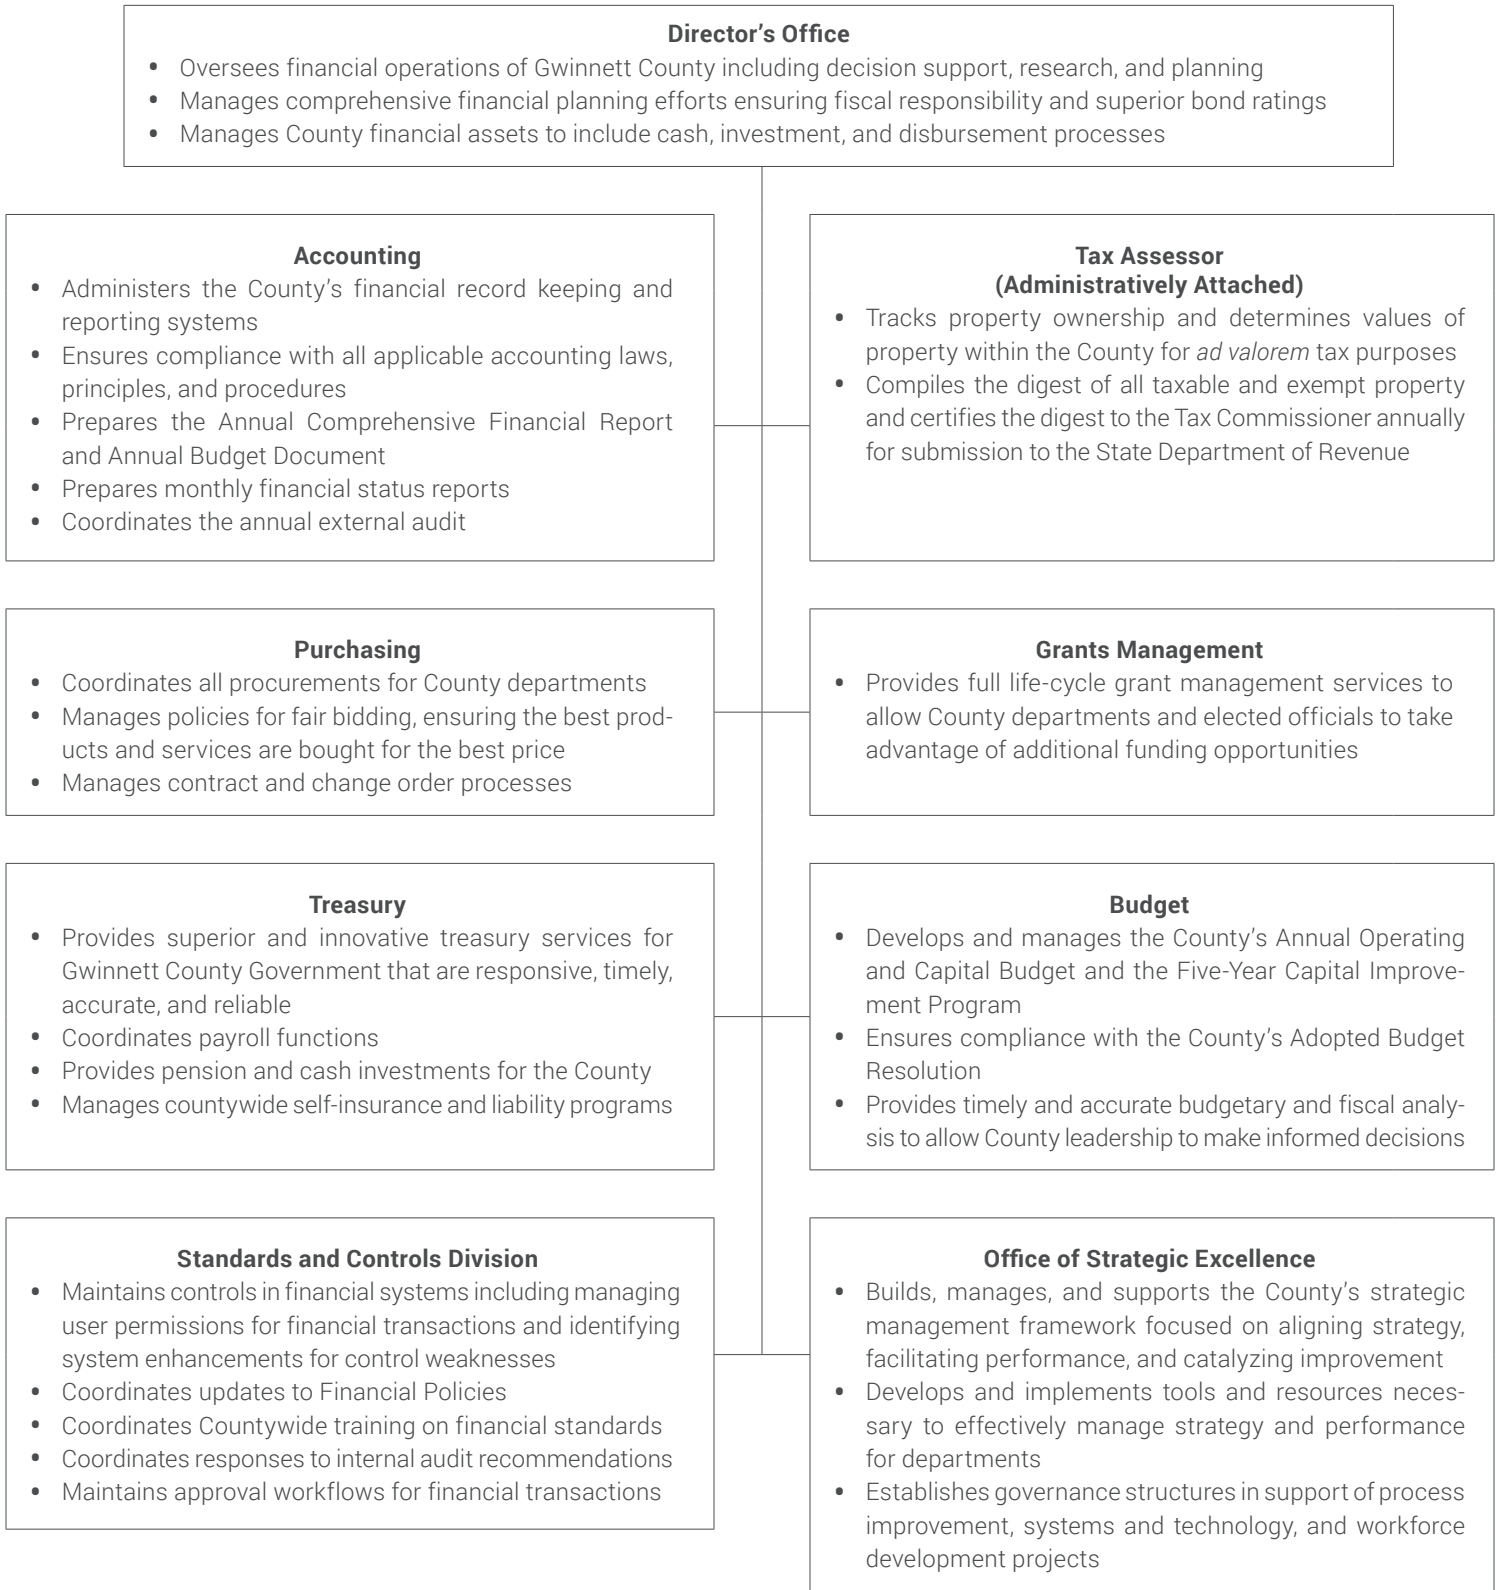 Director’s Office
• Oversees financial operations of Gwinnett County including decision support, research, and planning
• Manages comprehensive financial planning efforts ensuring fiscal responsibility and superior bond ratings
• Manages County financial assets to include cash, investment, and disbursement processes
Accounting
• Administers the County’s financial record keeping and
reporting systems
• Ensures compliance with all applicable accounting laws,
principles, and procedures
• Prepares the Annual Comprehensive Financial Report
and Annual Budget Document
• Prepares monthly financial status reports
• Coordinates the annual external audit
Tax Assessor
(Administratively Attached)
• Tracks property ownership and determines values of
property within the County for ad valorem tax purposes
• Compiles the digest of all taxable and exempt property
and certifies the digest to the Tax Commissioner annually
for submission to the State Department of Revenue
Purchasing
• Coordinates all procurements for County departments
• Manages policies for fair bidding, ensuring the best prod-
ucts and services are bought for the best price
• Manages contract and change order processes
Grants Management
• Provides full life-cycle grant management services to
allow County departments and elected officials to take
advantage of additional funding opportunities
Treasury
• Provides superior and innovative treasury services for
Gwinnett County Government that are responsive, timely,
accurate, and reliable
• Coordinates payroll functions
• Provides pension and cash investments for the County
• Manages countywide self-insurance and liability programs
Budget
• Develops and manages the County’s Annual Operating
and Capital Budget and the Five-Year Capital Improve-
ment Program
• Ensures compliance with the County’s Adopted Budget
Resolution
• Provides timely and accurate budgetary and fiscal analy-
sis to allow County leadership to make informed decisions
Standards and Controls Division
• Maintains controls in financial systems including managing
user permissions for financial transactions and identifying
system enhancements for control weaknesses
• Coordinates updates to Financial Policies
• Coordinates Countywide training on financial standards
• Coordinates responses to internal audit recommendations
• Maintains approval workflows for financial transactions
Office of Strategic Excellence
• Builds, manages, and supports the County’s strategic
management framework focused on aligning strategy,
facilitating performance, and catalyzing improvement
• Develops and implements tools and resources neces-
sary to effectively manage strategy and performance
for departments
• Establishes governance structures in support of process
improvement, systems and technology, and workforce
development projects